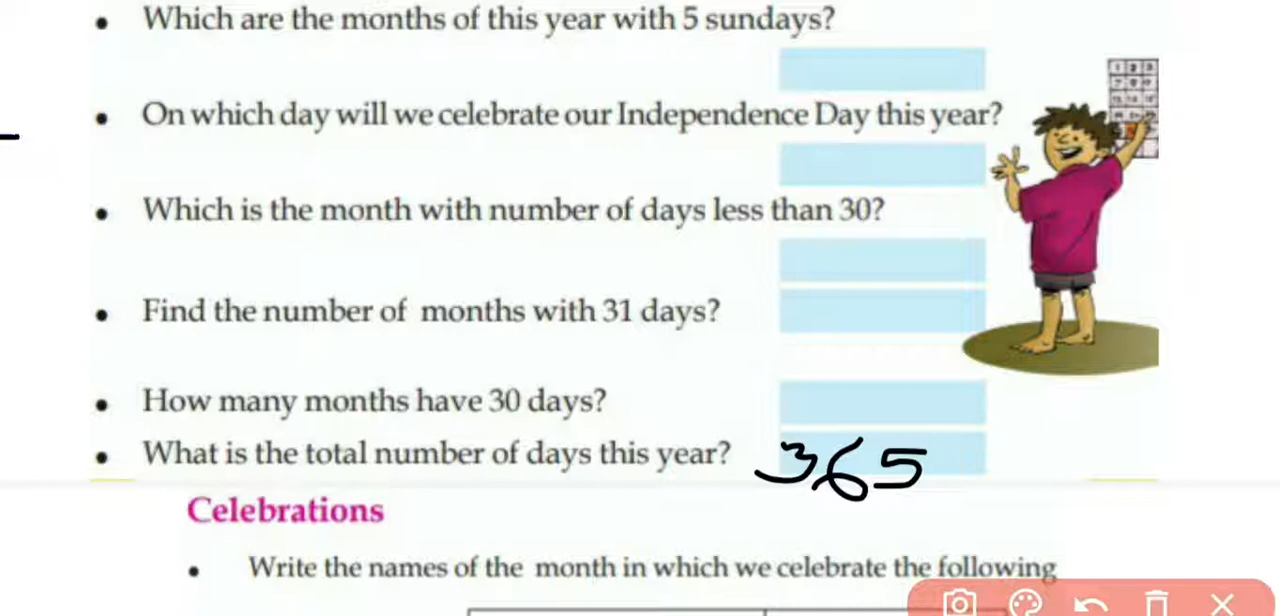 • Which are the months of this year with 5 sundays?
• On which day will we celebrate our Independence Day this year?
• Which is the month with number of days less than 30?
• Find the number of months with 31 days?
• How many months have 30 days?
• What is the total number of days this year? 365
Celebrations
• Write the names of the month in which we celebrate the following